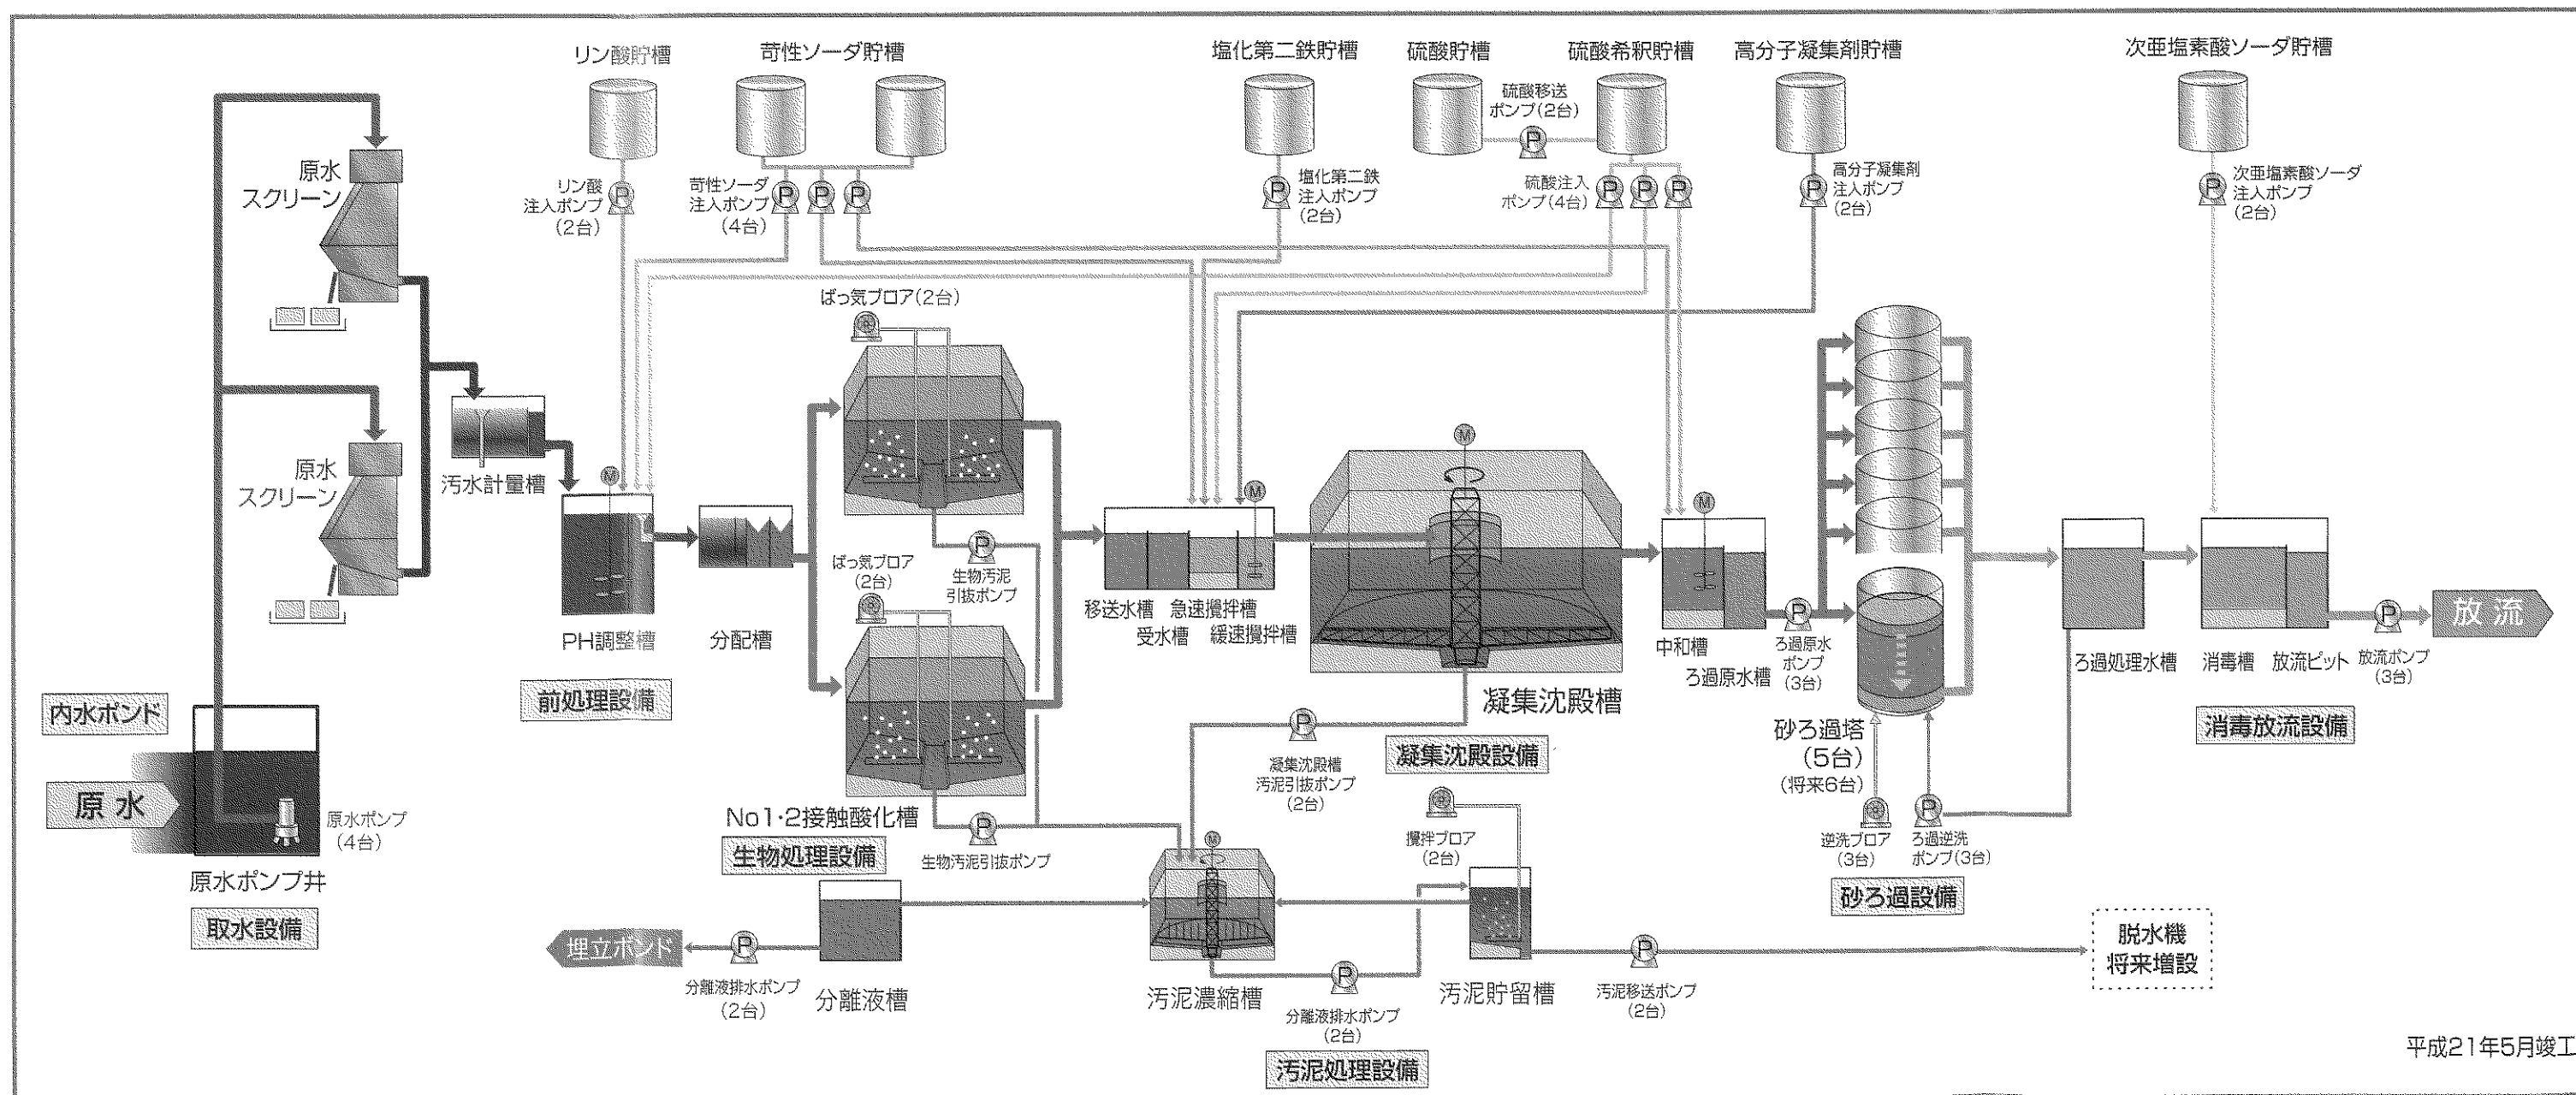 リン酸貯槽
苛性ソーダ貯槽
塩化第二鉄貯槽
硫酸貯槽
硫酸希釈貯槽
高分子凝集剤貯槽
次亜塩素酸ソーダ貯槽
硫酸移送
ポンプ(2台)
P
原水
スクリーン
リン酸
注入ポンプ
(2台)
P
苛性ソーダ
注入ポンプ
(4台)
P
P
P
P
塩化第二鉄
注入ポンプ
(2台)
硫酸注入
ポンプ(4台)
P
P
P
P
高分子凝集剤
注入ポンプ
(2台)
P
次亜塩素酸ソーダ
注入ポンプ
(2台)
ばっ気ブロア(2台)
原水
スクリーン
汚水計量槽
M
PH調整槽
分配槽
前処理設備
P
生物汚泥
引抜ポンプ
ばっ気ブロア
(2台)
No1・2接触酸化槽
生物処理設備
P
生物汚泥引抜ポンプ
M
移送水槽
急速攪拌槽
受水槽
緩速攪拌槽
M
凝集沈殿槽
凝集沈殿設備
P
凝集沈殿槽
汚泥引抜ポンプ
(2台)
M
中和槽
ろ過原水槽
P
ろ過原水
ポンプ
(3台)
砂ろ過塔
(5台)
(将来6台)
逆洗ブロア
(3台)
P
ろ過逆洗
ポンプ(3台)
砂ろ過設備
ろ過処理水槽
消毒槽
放流ピット
P
放流ポンプ
(3台)
放流
消毒放流設備
内水ポンド
原水
原水ポンプ
(4台)
原水ポンプ井
取水設備
埋立ポンド
P
分離液排水ポンプ
(2台)
分離液槽
M
汚泥濃縮槽
P
分離液排水ポンプ
(2台)
汚泥処理設備
攪拌ブロア
(2台)
汚泥貯留槽
P
汚泥移送ポンプ
(2台)
脱水機
将来増設
平成21年5月竣工